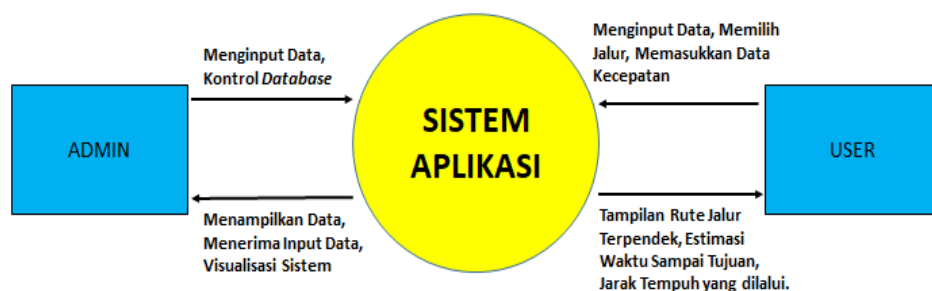 Menginput Data,
Kontrol Database
ADMIN
Menampilkan Data,
Menerima Input Data,
Visualisasi Sistem
SISTEM
APLIKASI
Menginput Data, Memilih
Jalur, Memasukkan Data
Kecepatan
USER
Tampilan Rute Jalur
Terpendek, Estimasi
Waktu Sampai Tujuan,
Jarak Tempuh yang dilalui.